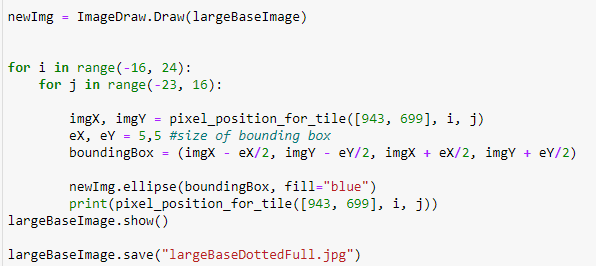 newImg = ImageDraw.Draw(largeBaseImage)
for i in range(-16, 24):
for j in range(-23, 16):
imgX, imgY = pixel_position_for_tile([943, 699], i, j)
eX, eY = 5,5 #size of bounding box
boundingBox = (imgX - eX/2, imgY - eY/2, imgX + eX/2, imgY + eY/2)
newImg.ellipse(boundingBox, fill="blue")
print(pixel_position_for_tile([943, 699], i, j))
largeBaseImage.show()
largeBaseImage.save("largeBaseDottedFull.jpg")